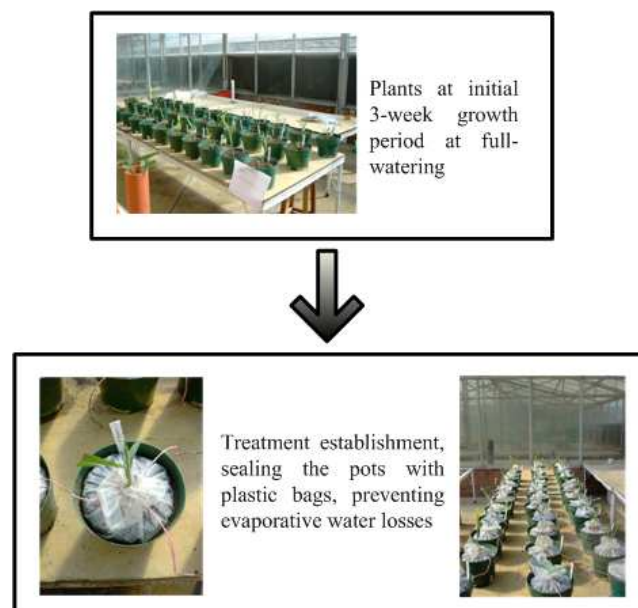 Plants at initial
3-week growth
period at full-
watering
Treatment establishment,
sealing the pots with
plastic bags, preventing
evaporative water losses